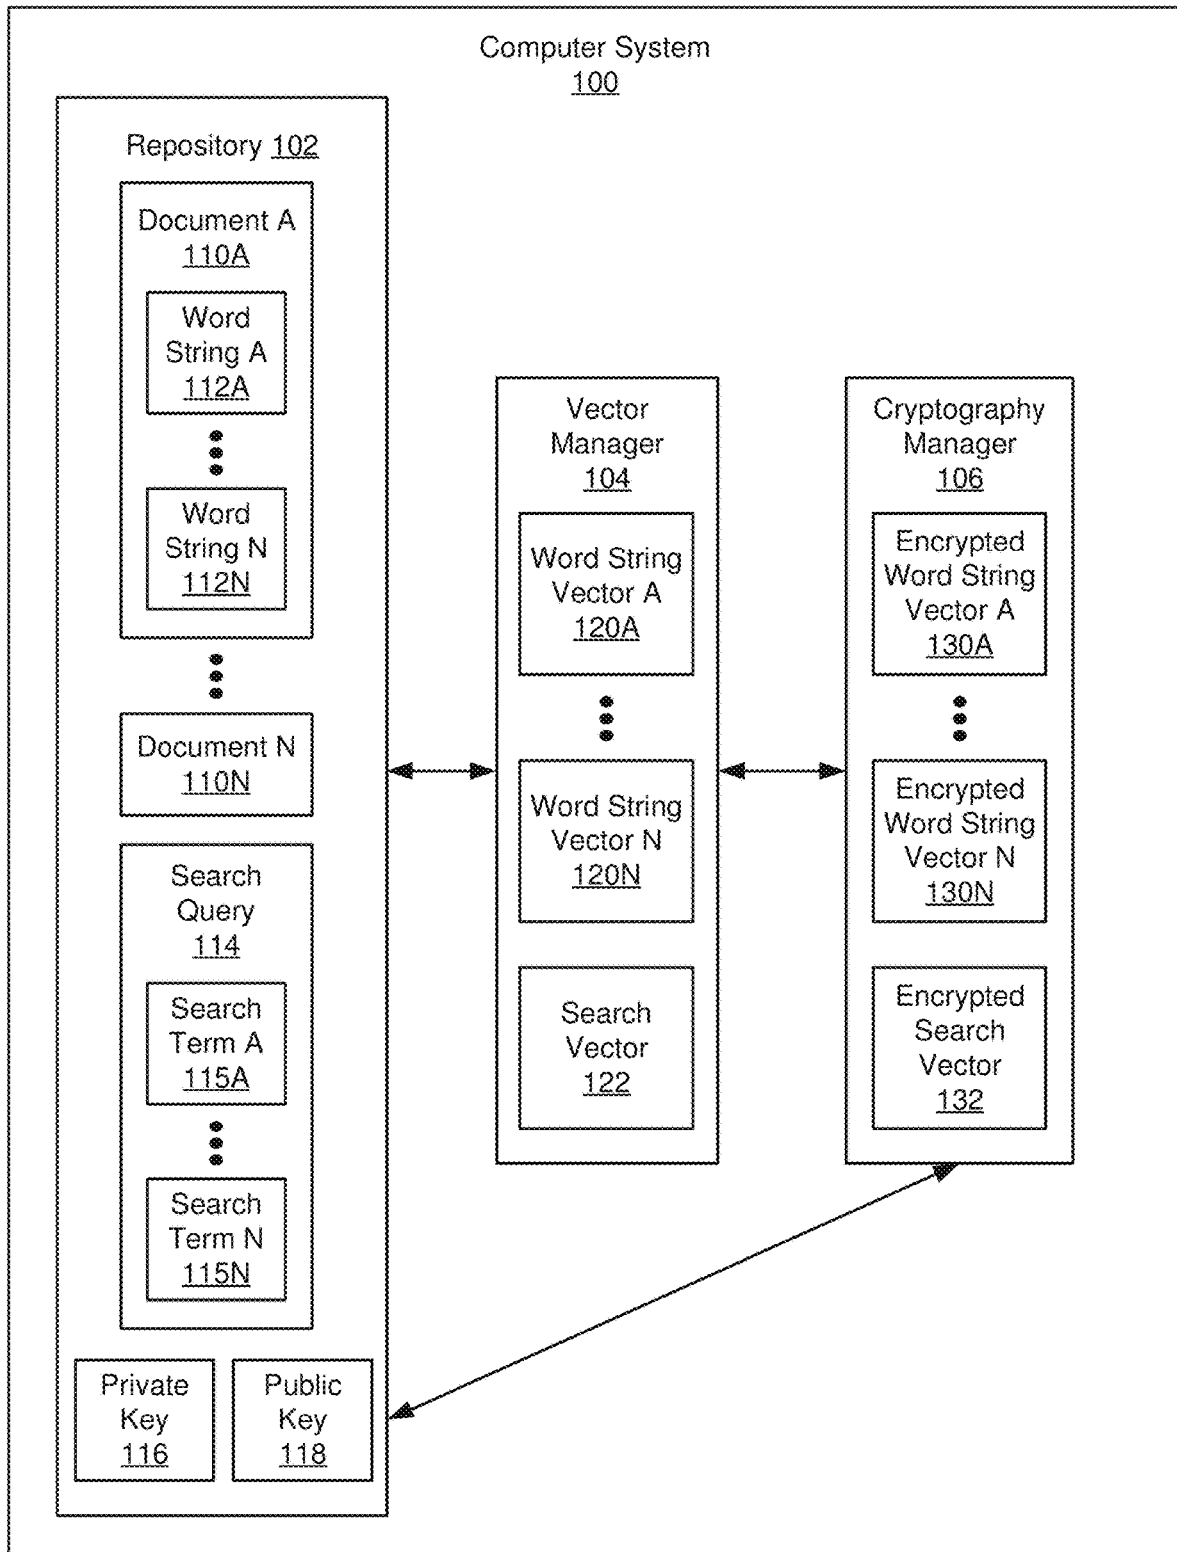 Computer System
100
Repository 102
Document A
110A
Word
String A
112A
Word
String N
112N
Document N
110N
Search
Query
114
Search
Term A
115A
Search
Term N
115N
Private
Key
116
Public
Key
118
Vector
Manager
104
Word String
Vector A
120A
Word String
Vector N
120N
Search
Vector
122
Cryptography
Manager
106
Encrypted
Word String
Vector A
130A
Encrypted
Word String
Vector N
130N
Encrypted
Search
Vector
132